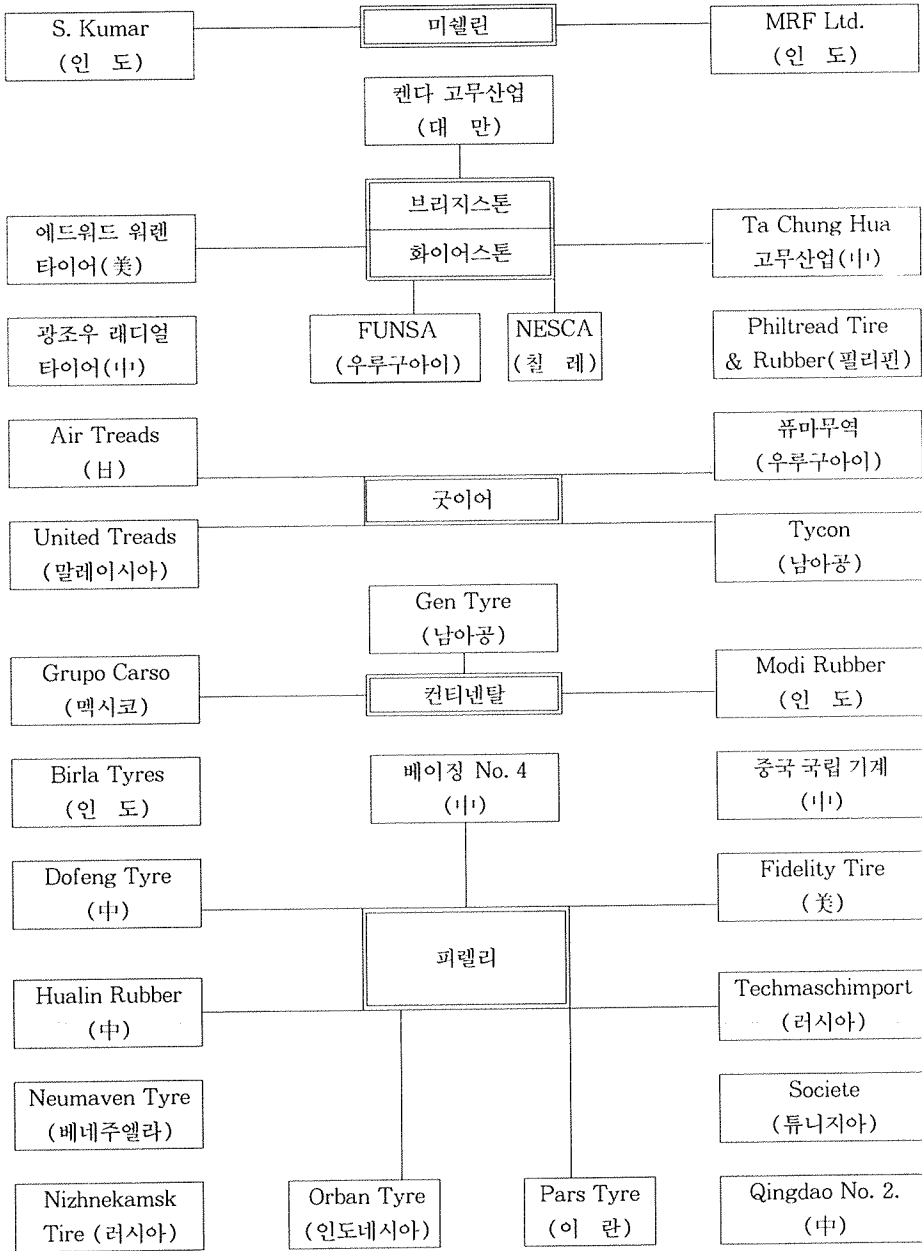 S. Kumar
(인 도)
미쉘린
MRF Ltd.
(인 도)
켄다 고무산업
(대 만)
브리지스톤
화이어스톤
에드워드 워렌
타이어(美)
Ta Chung Hua
고무산업(中)
광조우 래디얼
타이어(中)
FUNSA
(우루구아이)
NESCA
(칠 레)
Philtread Tire
& Rubber(필리핀)
Air Treads
(日)
퓨마무역
(우루구아이)
굿이어
United Treads
(말레이시아)
Tycon
(남아공)
Gen Tyre
(남아공)
Grupo Carso
(멕시코)
컨티넨탈
Modi Rubber
(인 도)
Birla Tyres
(인 도)
베이징 No. 4
(中)
중국 국립 기계
(中)
Dofeng Tyre
(中)
Fidelity Tire
(美)
피렐리
Hualin Rubber
(中)
Techmaschimport
(러시아)
Neumaven Tyre
(베네주엘라)
Societe
(튜니지아)
Nizhnekamsk
Tire (러시아)
Orban Tyre
(인도네시아)
Pars Tyre
(이 란)
Qingdao No. 2.
(中)